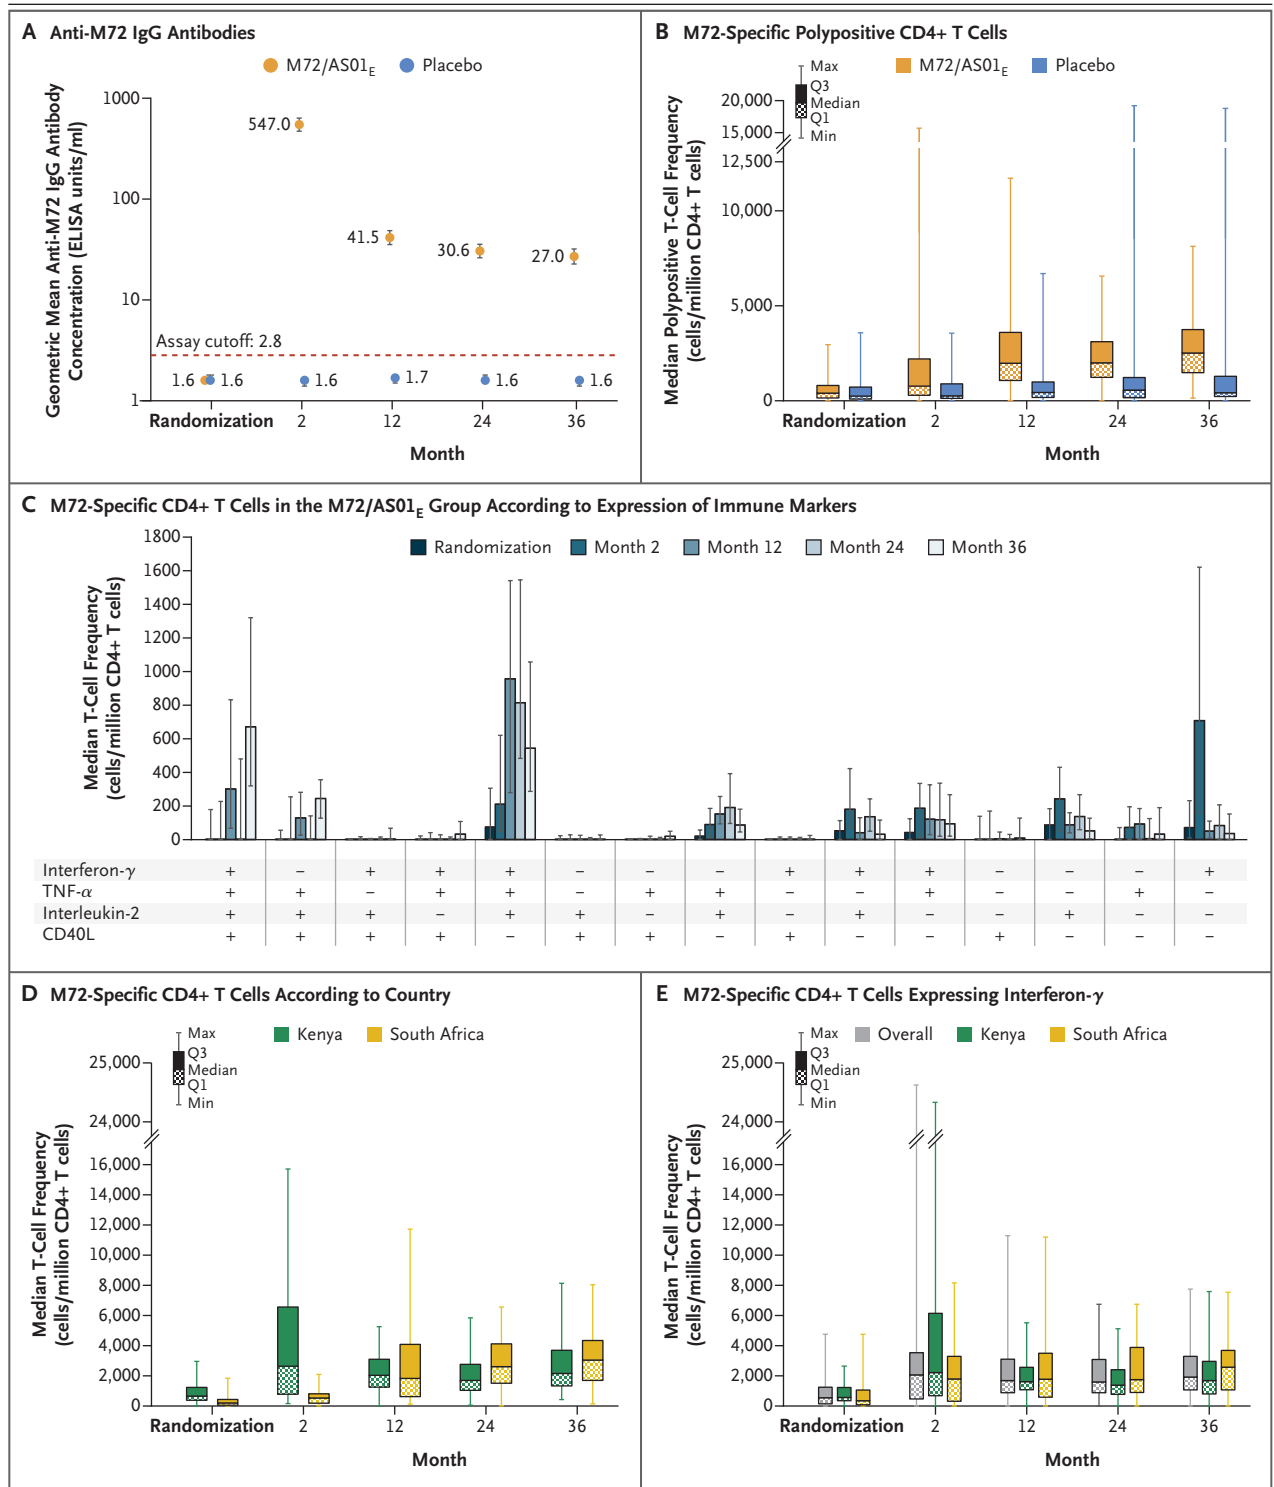 A Anti-M72 IgG Antibodies
M72/AS01E
Placebo
Geometric Mean Anti-M72 IgG Antibody
Concentration (ELISA units/ml)
1000
100
10
1
547.0
41.5
30.6
27.0
Assay cutoff: 2.8
1.6
1.6
1.6
1.7
1.6
1.6
Randomization 2 12 24 36
Month
B M72-Specific Polypositive CD4+ T Cells
Max
Q3
Median
Q1
Min
M72/AS01E
Placebo
Median Polypositive T-Cell Frequency
(cells/million CD4+ T cells)
20,000
15,000
12,500
10,000
5,000
0
Randomization 2 12 24 36
Month
C M72-Specific CD4+ T Cells in the M72/AS01E Group According to Expression of Immune Markers
Randomization Month 2 Month 12 Month 24 Month 36
Median T-Cell Frequency
(cells/million CD4+ T cells)
1800
1600
1400
1200
1000
800
600
400
200
0
Interferon-γ + – + + + – – – + + + – – – +
TNF-α + + – + + – + + – – + – – + –
Interleukin-2 + + + – + + – + – + – – + – –
CD40L + + + + – + + – + – – + – – –
D M72-Specific CD4+ T Cells According to Country
Max
Q3
Median
Q1
Min
Kenya
South Africa
Median T-Cell Frequency
(cells/million CD4+ T cells)
25,000
24,000
16,000
14,000
12,000
10,000
8,000
6,000
4,000
2,000
0
Randomization 2 12 24 36
Month
E M72-Specific CD4+ T Cells Expressing Interferon-γ
Max
Q3
Median
Q1
Min
Overall
Kenya
South Africa
Median T-Cell Frequency
(cells/million CD4+ T cells)
25,000
24,000
16,000
14,000
12,000
10,000
8,000
6,000
4,000
2,000
0
Randomization 2 12 24 36
Month